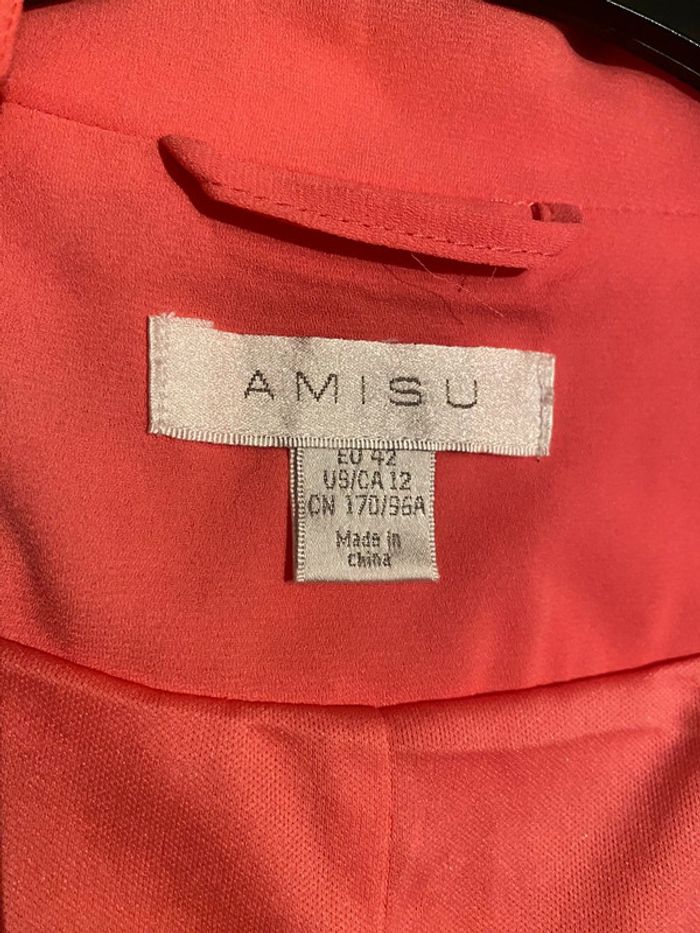 AMISU
EU 42
US/CA 12
CN 170/96A
Made in
China